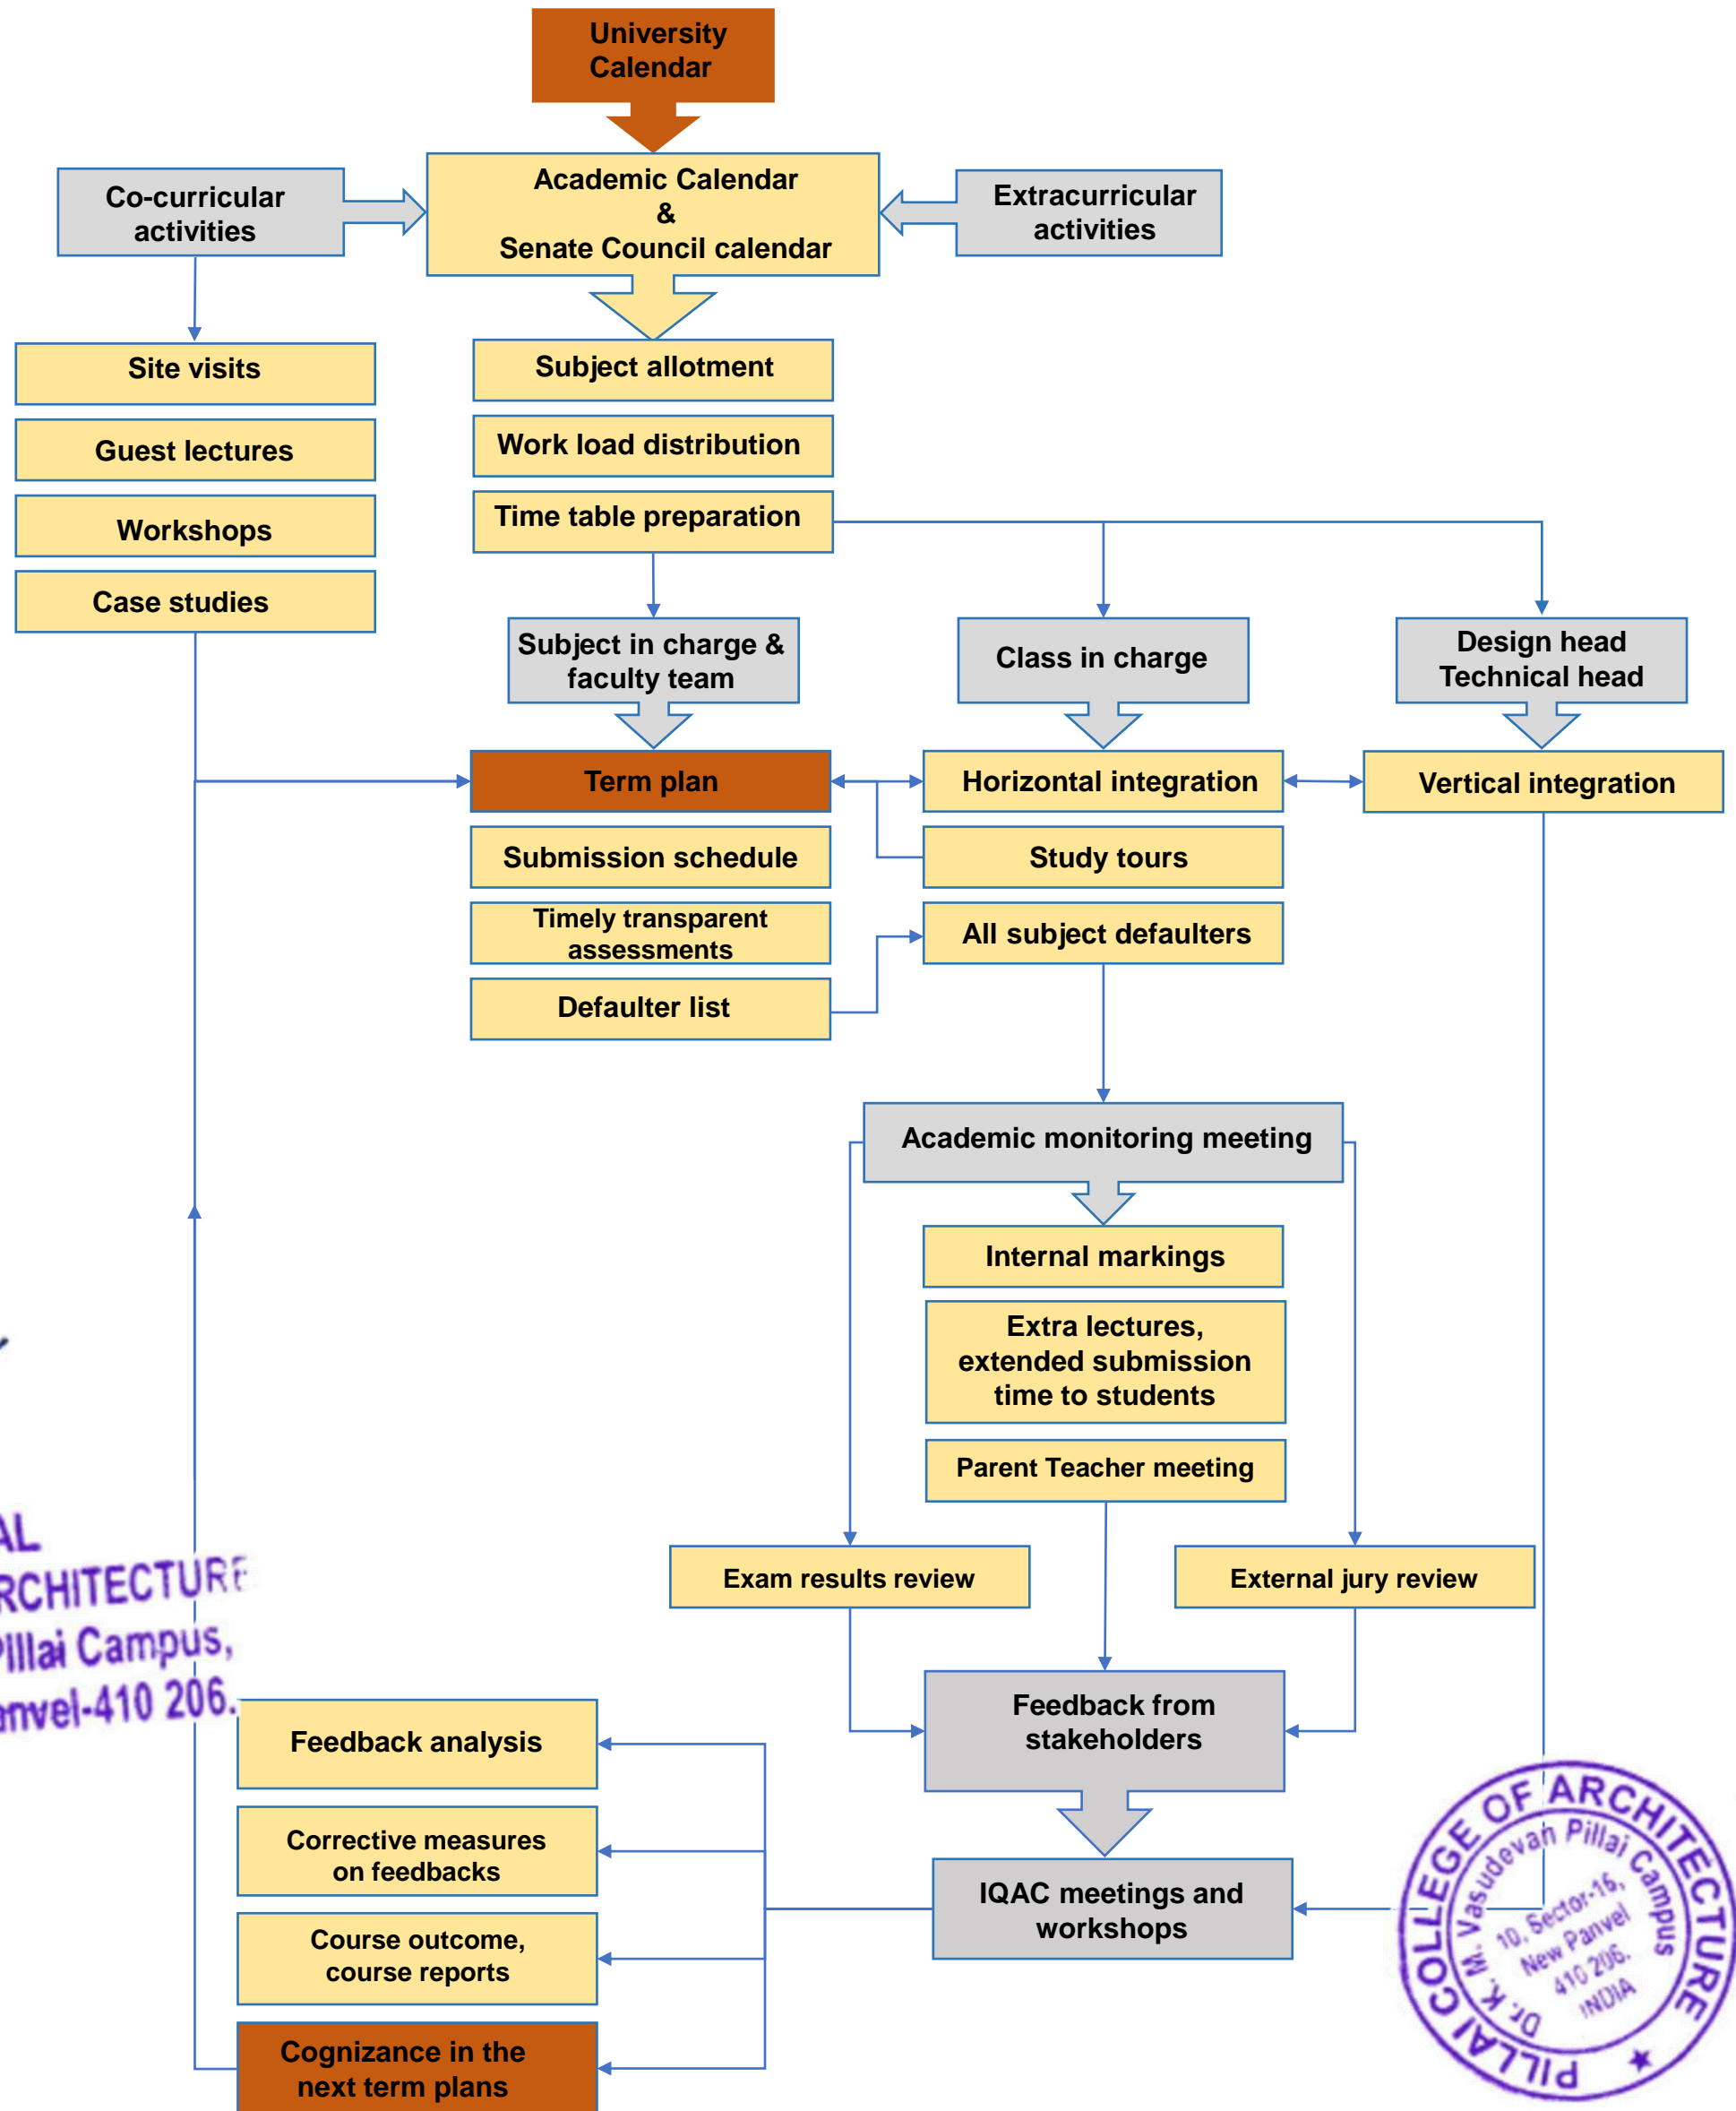 University
Calendar
Co-curricular
activities
Academic Calendar
&
Senate Council calendar
Extracurricular
activities
Site visits
Guest lectures
Workshops
Case studies
Subject allotment
Work load distribution
Time table preparation
Subject in charge &
faculty team
Class in charge
Design head
Technical head
Term plan
Horizontal integration
Vertical integration
Submission schedule
Study tours
Timely transparent
assessments
All subject defaulters
Defaulter list
Academic monitoring meeting
Internal markings
Extra lectures,
extended submission
time to students
Parent Teacher meeting
Exam results review
External jury review
Feedback from
stakeholders
IQAC meetings and
workshops
Feedback analysis
Corrective measures
on feedbacks
Course outcome,
course reports
Cognizance in the
next term plans
Pillai Campus,
410 206.
PILLAI COLLEGE OF ARCHITECTURE
Dr. K. M. Vasudevan Pillai Campus
10, Sector-16,
New Panvel
410 206.
INDIA